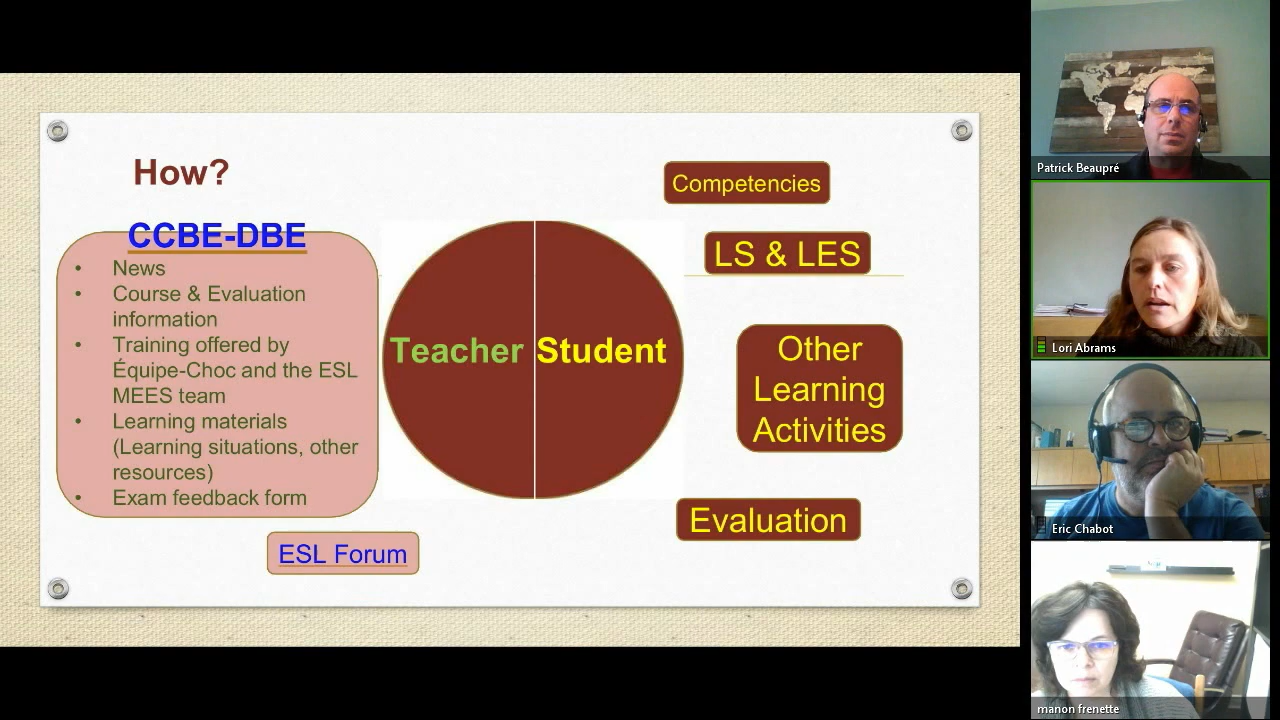 How?
CCBE-DBE
• News
• Course & Evaluation
information
• Training offered by
Équipe-Choc and the ESL
MEES team
• Learning materials
(Learning situations, other
resources)
• Exam feedback form
ESL Forum
Teacher
Student
Competencies
LS & LES
Other
Learning
Activities
Evaluation
Patrick Beaupré
Lori Abrams
Eric Chabot
manon frenette